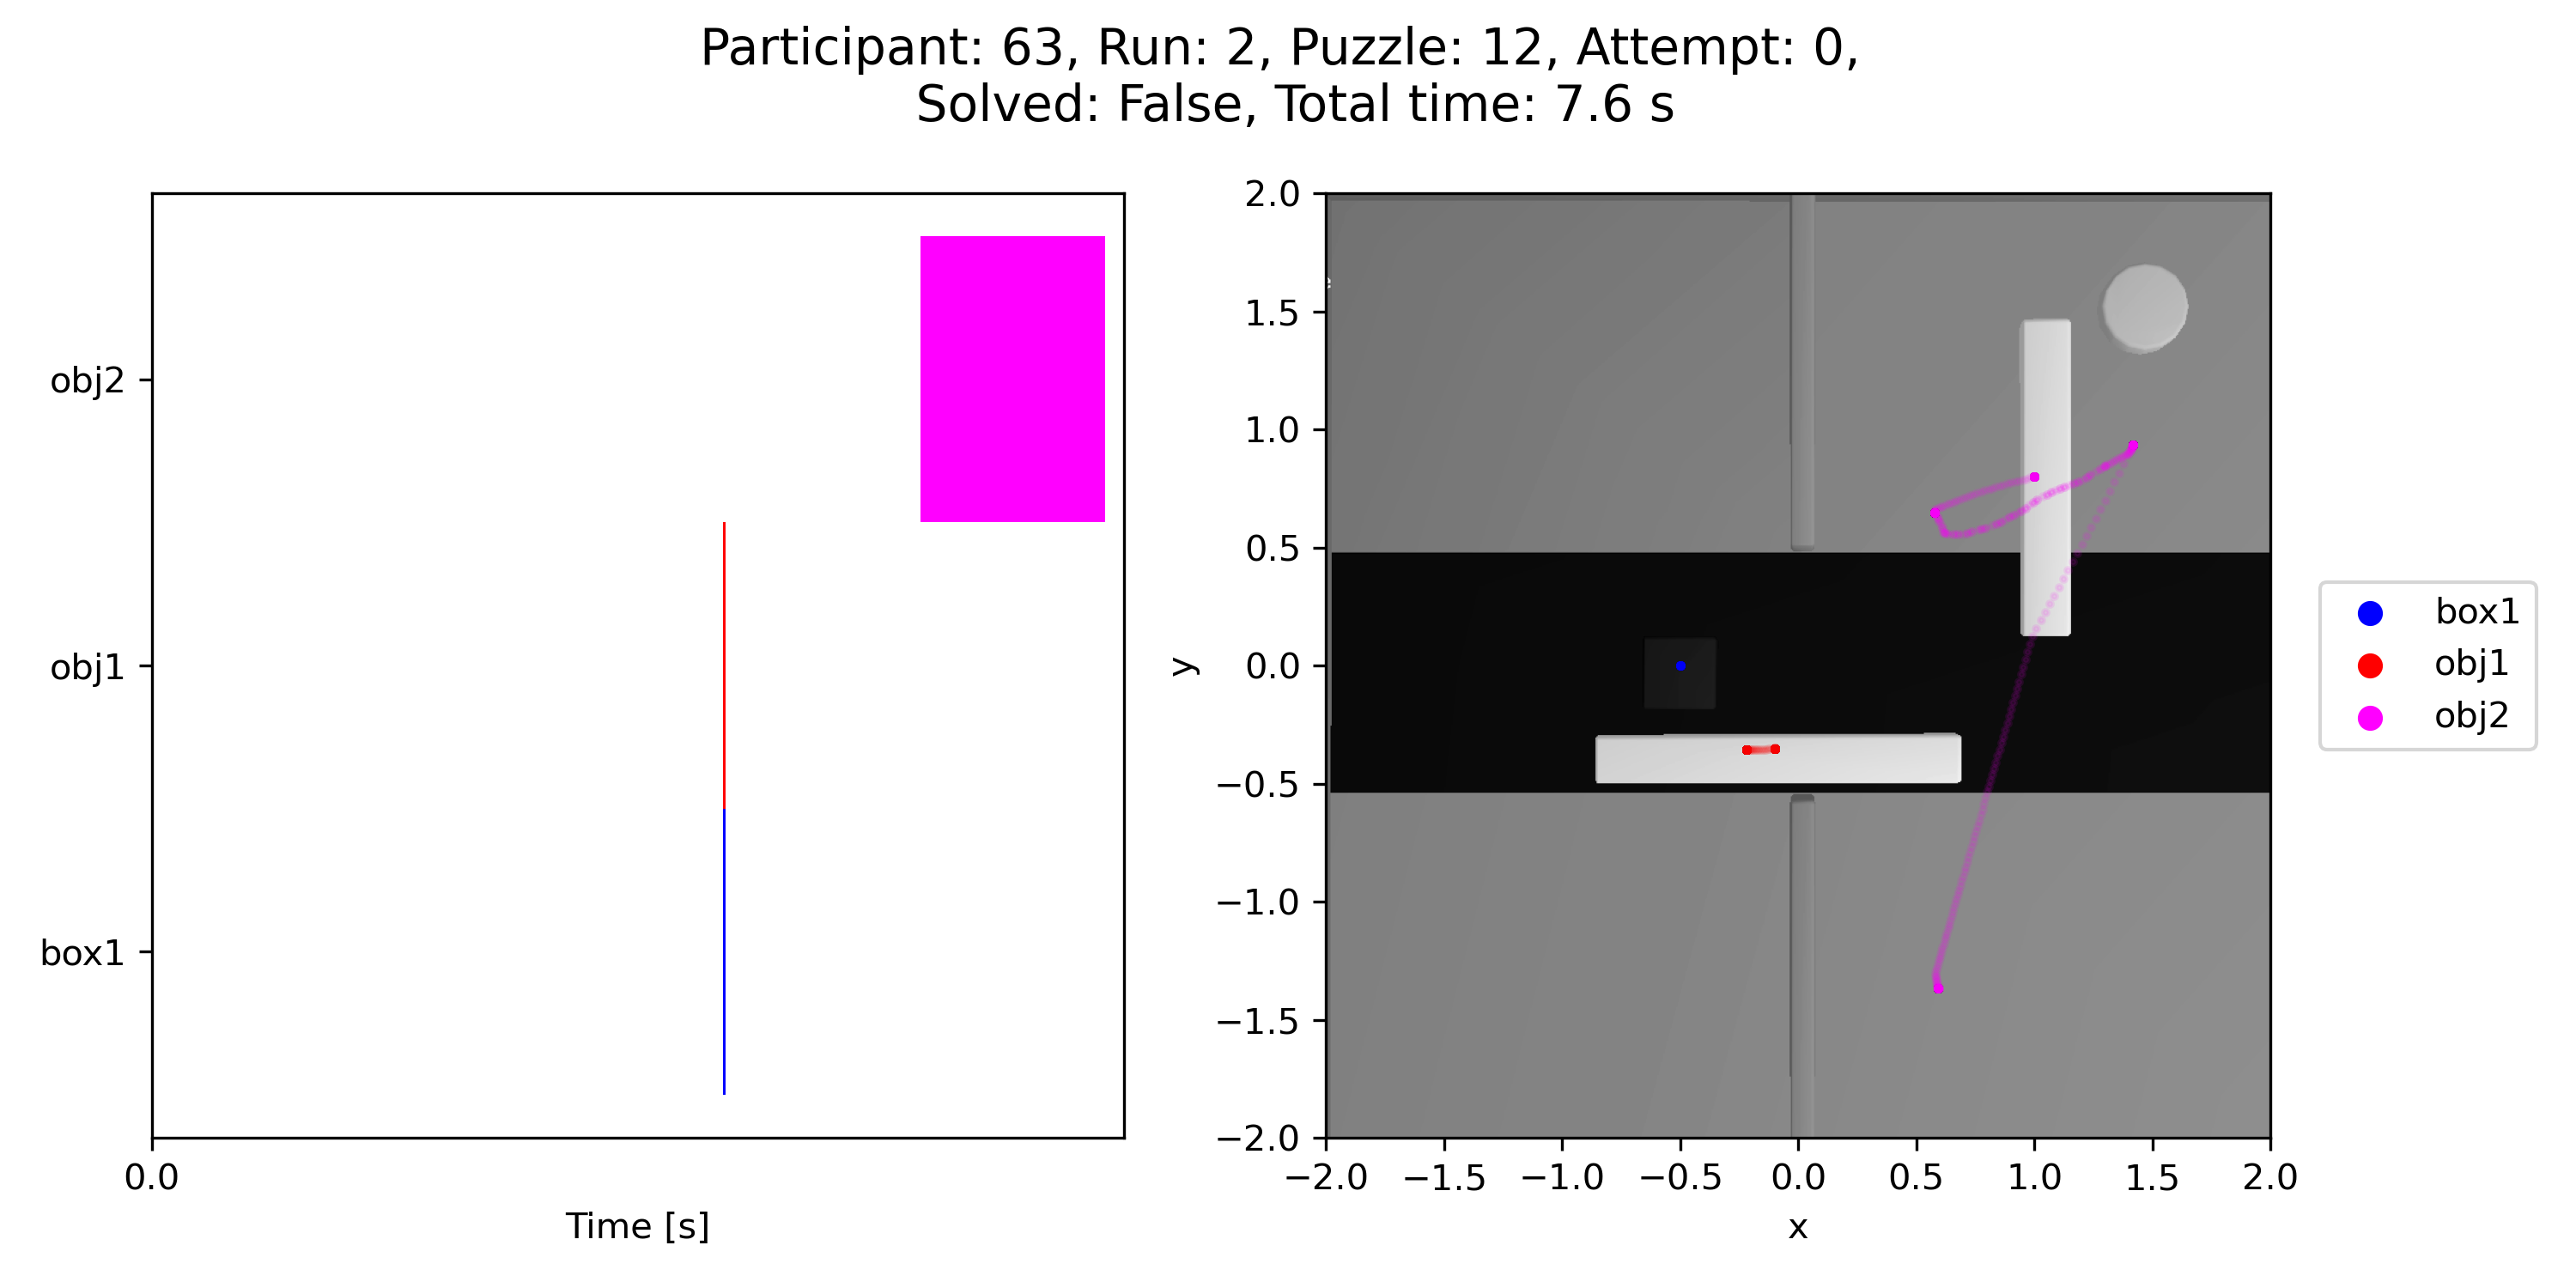 Participant: 63, Run: 2, Puzzle: 12, Attempt: 0,
Solved: False, Total time: 7.6 s
obj2
obj1
box1
0.0
Time [s]
2.0
1.5
1.0
0.5
0.0
−0.5
−1.0
−1.5
−2.0
y
−2.0 −1.5 −1.0 −0.5 0.0 0.5 1.0 1.5 2.0
x
box1
obj1
obj2